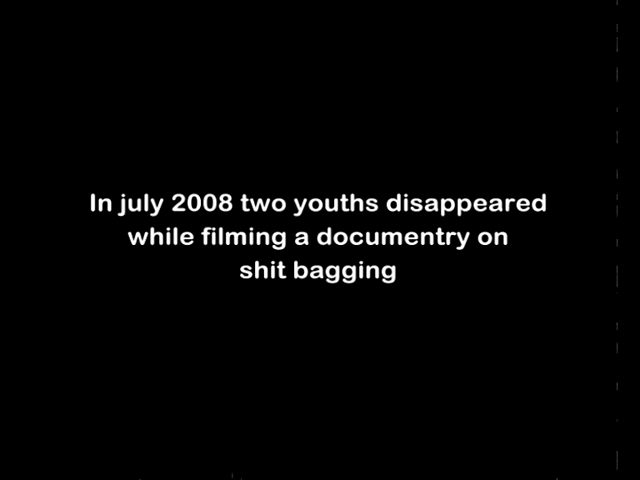 In july 2008 two youths disappeared
while filming a documentry on
shit bagging